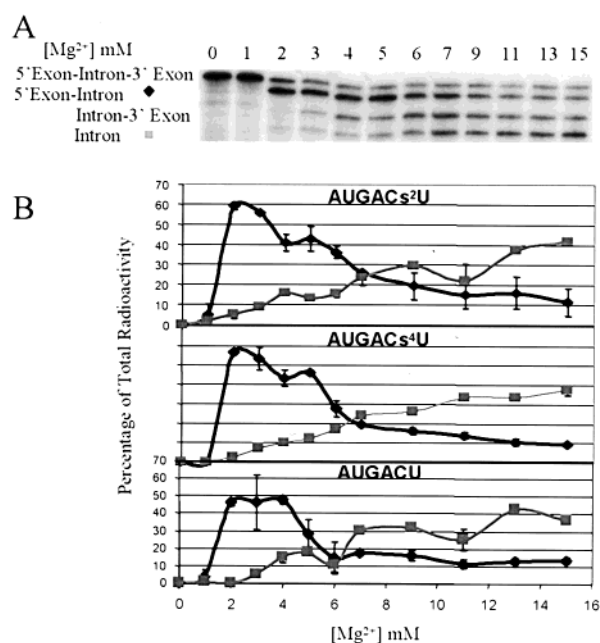 A
[Mg²⁺] mM 0 1 2 3 4 5 6 7 9 11 13 15
5`Exon-Intron-3` Exon
5`Exon-Intron
Intron-3` Exon
Intron
B
Percentage of Total Radioactivity
AUGACs²U
70
60
50
40
30
20
10
0
AUGACs⁴U
AUGACU
70
60
50
40
30
20
10
0
0 2 4 6 8 10 12 14 16
[Mg²⁺] mM